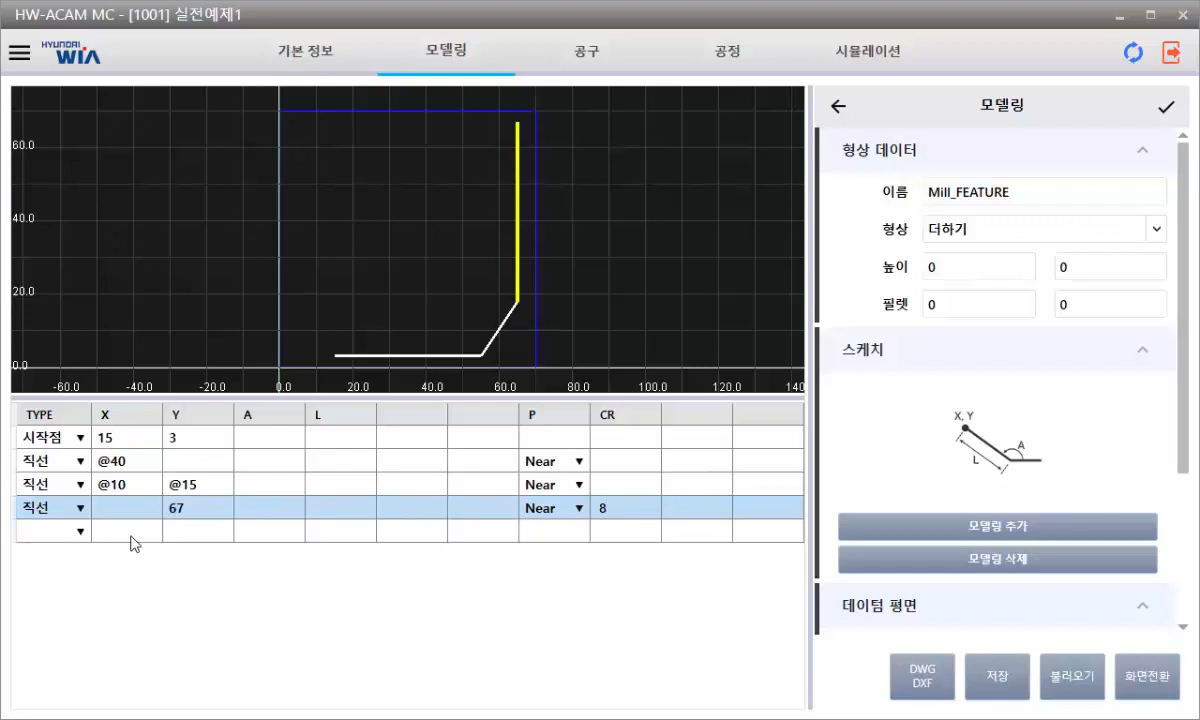 HW-ACAM MC - [1001] 실전예제1
HYUNDAI
WIA
기본 정보 모델링 공구 공정 시뮬레이션
60.0
40.0
20.0
0.0
-60.0 -40.0 -20.0 0.0 20.0 40.0 60.0 80.0 100.0 120.0 140
TYPE X Y A L P CR
시작점 15 3
직선 @40 Near
직선 @10 @15 Near
직선 67 Near 8
모델링
형상 데이터
이름 Mill_FEATURE
형상 더하기
높이 0 0
필렛 0 0
스케치
X, Y
A
L
모델링 추가
모델링 삭제
데이텀 평면
DWG
DXF
저장
불러오기
화면전환